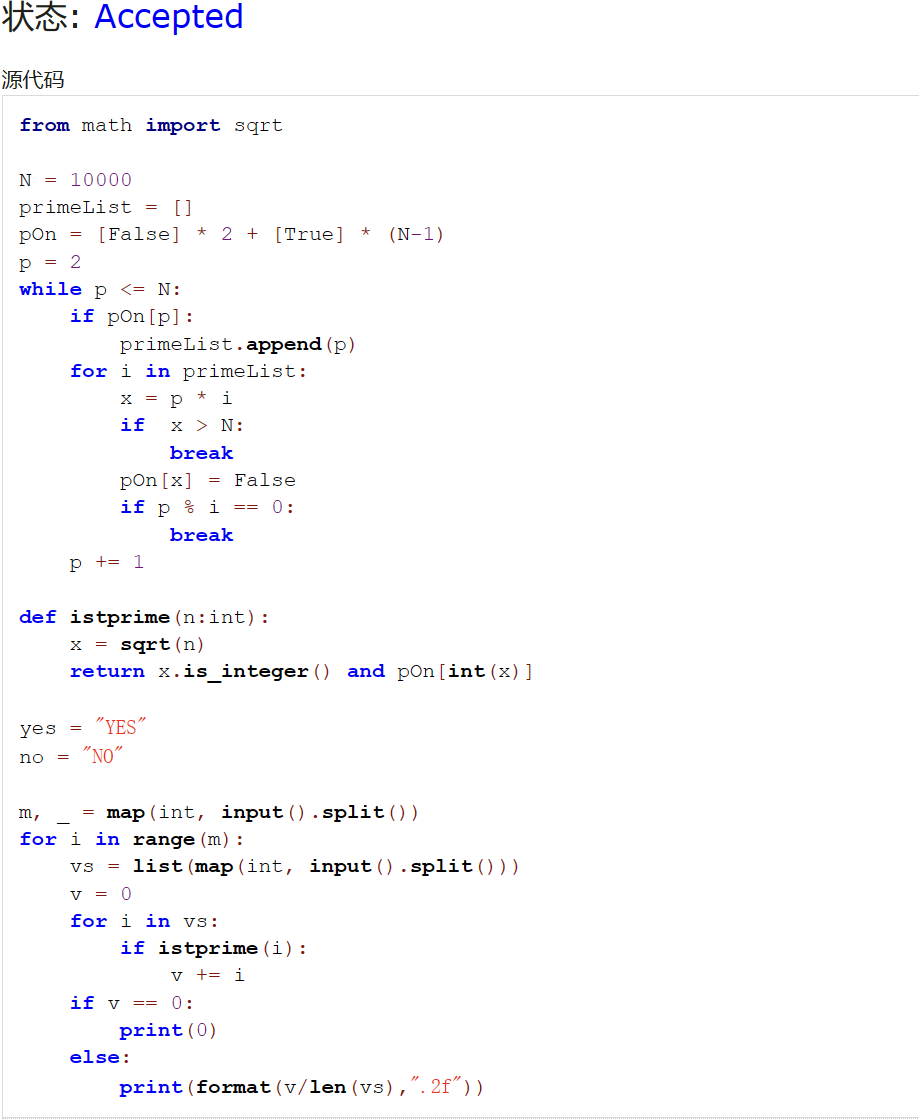 状态: Accepted
源代码
from math import sqrt
N = 10000
primeList = []
pOn = [False] * 2 + [True] * (N-1)
p = 2
while p <= N:
    if pOn[p]:
        primeList.append(p)
    for i in primeList:
        x = p * i
        if  x > N:
            break
        pOn[x] = False
        if p % i == 0:
            break
    p += 1
def istprime(n:int):
    x = sqrt(n)
    return x.is_integer() and pOn[int(x)]
yes = "YES"
no = "NO"
m, _ = map(int, input().split())
for i in range(m):
    vs = list(map(int, input().split()))
    v = 0
    for i in vs:
        if istprime(i):
            v += i
    if v == 0:
        print(0)
    else:
        print(format(v/len(vs),".2f"))